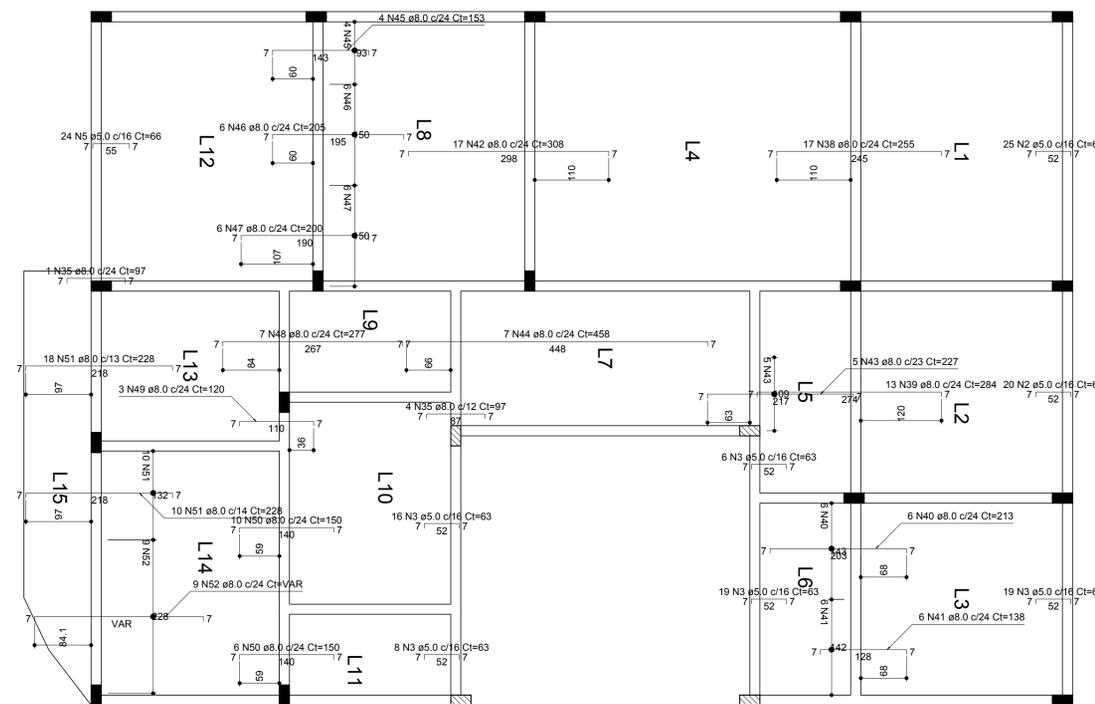 4 N45 ø8.0 c/24 Ct=153
4 N45
7 93 7
143
60
6 N46
24 N5 ø5.0 c/16 Ct=66
7 7
55
L12
6 N46 ø8.0 c/24 Ct=205
7 50 7
195
60
L8
17 N42 ø8.0 c/24 Ct=308
7 7
298
110
L4
17 N38 ø8.0 c/24 Ct=255
7 7
245
110
L1
25 N2 ø5.0 c/16 Ct=6
7 7
52
6 N47
6 N47 ø8.0 c/24 Ct=200
7 50 7
190
107
1 N35 ø8.0 c/24 Ct=97
7 7
L9
7 N48 ø8.0 c/24 Ct=277
7 7
267
84
7 N44 ø8.0 c/24 Ct=458
7 7
448
66
L7
18 N51 ø8.0 c/13 Ct=228
7 7
218
97
L13
3 N49 ø8.0 c/24 Ct=120
7 7
110
36
4 N35 ø8.0 c/12 Ct=97
7 7
87
5 N43
5 N43 ø8.0 c/23 Ct=227
7 109 7
217
63
L5
13 N39 ø8.0 c/24 Ct=284
7
274
120
L2
20 N2 ø5.0 c/16 Ct=6
7 7
52
6 N3 ø5.0 c/16 Ct=63
7 7
52
10 N51
L15
7 132 7
218
97
10 N51 ø8.0 c/14 Ct=228
10 N50 ø8.0 c/24 Ct=150
7 7
140
59
L10
16 N3 ø5.0 c/16 Ct=63
7 7
52
6 N40
6 N40 ø8.0 c/24 Ct=213
7 143 7
203
68
9 N52
L14
9 N52 ø8.0 c/24 Ct=VAR
7 228 7
VAR
84.1
L6
19 N3 ø5.0 c/16 Ct=63
7 7
52
6 N41
L3
19 N3 ø5.0 c/16 Ct=6
7 7
52
6 N41 ø8.0 c/24 Ct=138
7 142 7
128
68
6 N50 ø8.0 c/24 Ct=150
7 7
140
59
L11
8 N3 ø5.0 c/16 Ct=63
7 7
52